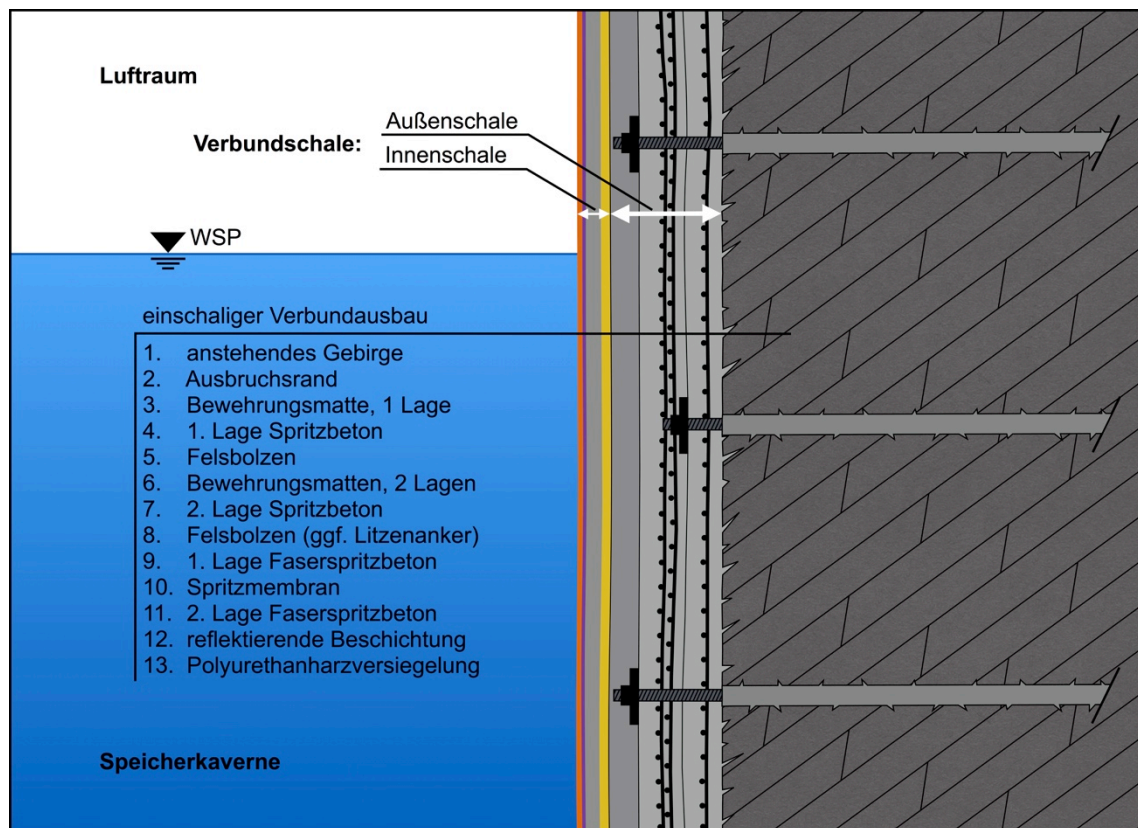 Luftraum
Außenschale
Verbundschale:
Innenschale
WSP
einschaliger Verbundausbau
1. anstehendes Gebirge
2. Ausbruchsrand
3. Bewehrungsmatte, 1 Lage
4. 1. Lage Spritzbeton
5. Felsbolzen
6. Bewehrungsmatten, 2 Lagen
7. 2. Lage Spritzbeton
8. Felsbolzen (ggf. Litzenanker)
9. 1. Lage Faserspritzbeton
10. Spritzmembran
11. 2. Lage Faserspritzbeton
12. reflektierende Beschichtung
13. Polyurethanharzversiegelung
Speicherkaverne